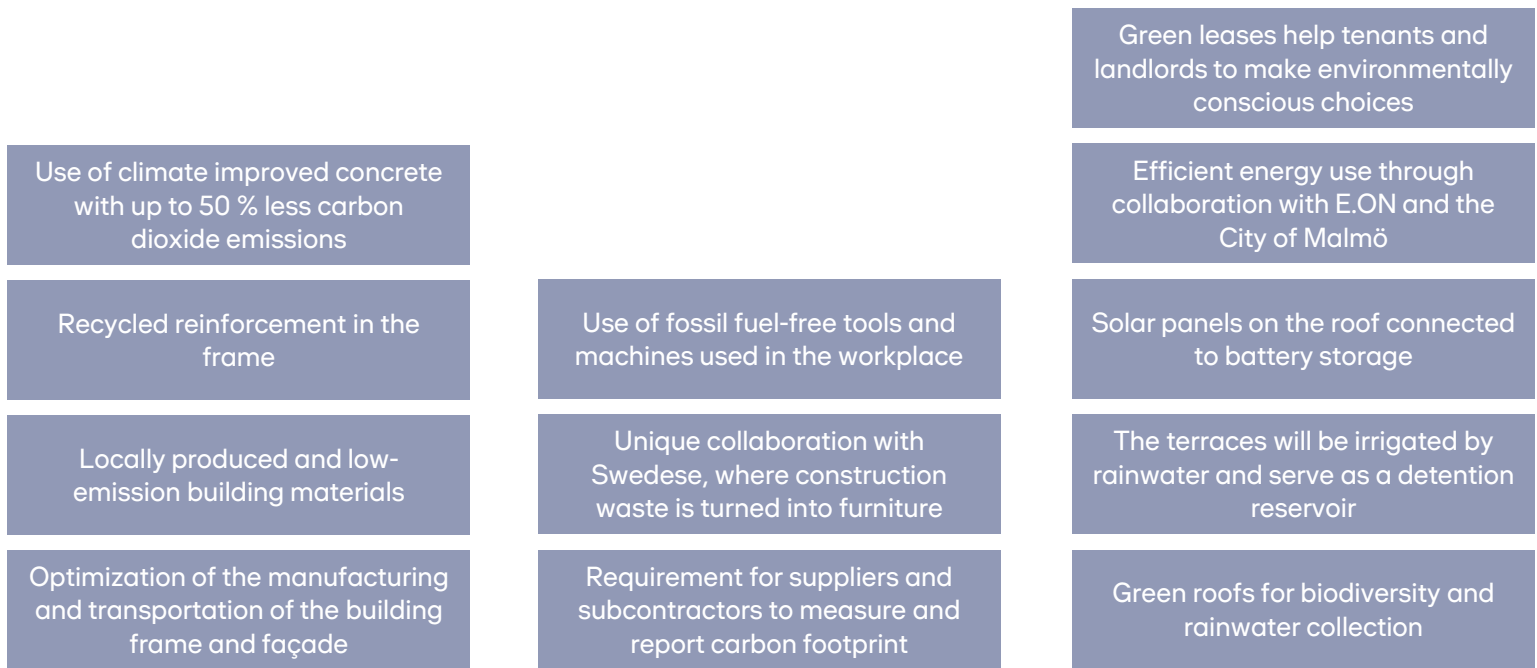 Use of climate improved concrete
with up to 50 % less carbon
dioxide emissions
Recycled reinforcement in the
frame
Locally produced and low-
emission building materials
Optimization of the manufacturing
and transportation of the building
frame and façade
Use of fossil fuel-free tools and
machines used in the workplace
Unique collaboration with
Swedese, where construction
waste is turned into furniture
Requirement for suppliers and
subcontractors to measure and
report carbon footprint
Green leases help tenants and
landlords to make environmentally
conscious choices
Efficient energy use through
collaboration with E.ON and the
City of Malmö
Solar panels on the roof connected
to battery storage
The terraces will be irrigated by
rainwater and serve as a detention
reservoir
Green roofs for biodiversity and
rainwater collection